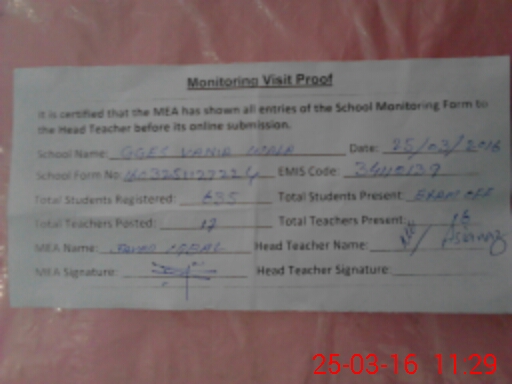 Monitoring Visit Proof
It is certified that the MEA has shown all entries of the School Monitoring Form to
the Head Teacher before its online submission.
School Name: GGES Date: 25/03/2016
School Form No: EMIS Code:
Total Students Registered: 635 Total Students Present:
Total Teachers Posted: 17 Total Teachers Present: 16
MEA Name: Head Teacher Name:
MEA Signature: Head Teacher Signature:
25-03-16 11:29